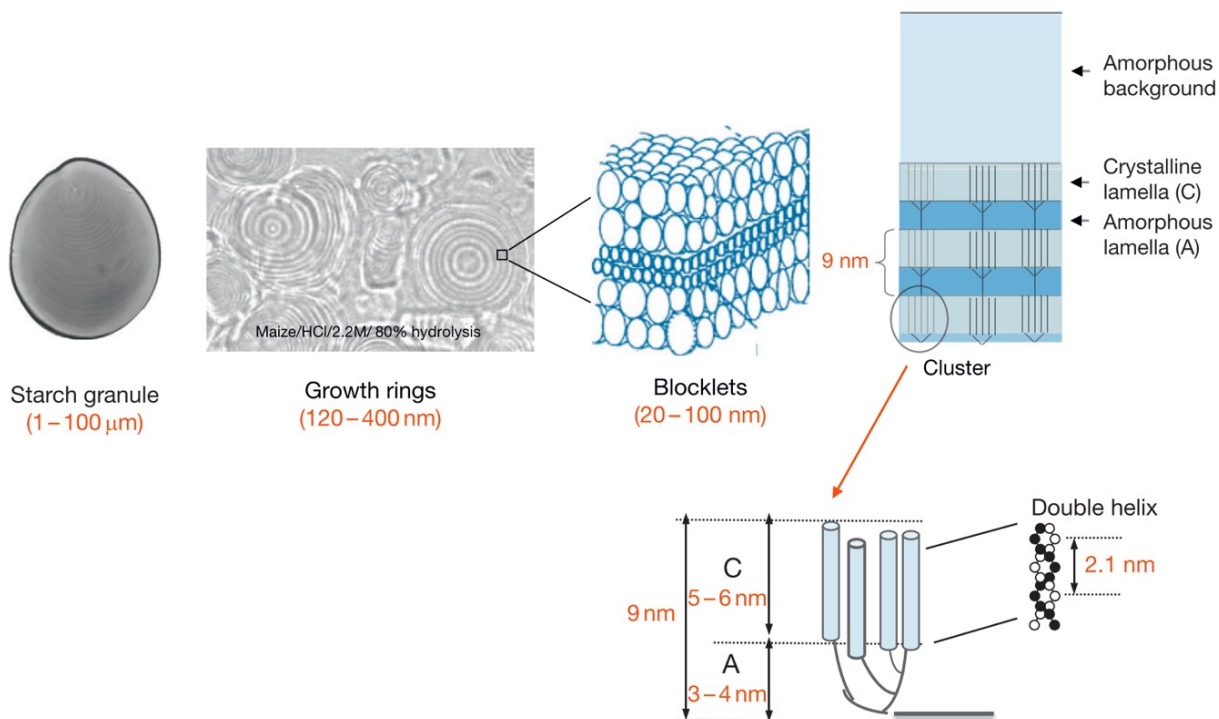 Amorphous
background
Crystalline
lamella (C)
Amorphous
lamella (A)
9 nm
Maize/HCl/2.2M/ 80% hydrolysis
Cluster
Starch granule
(1–100 μm)
Growth rings
(120–400 nm)
Blocklets
(20–100 nm)
Double helix
2.1 nm
C
5–6 nm
9 nm
A
3–4 nm